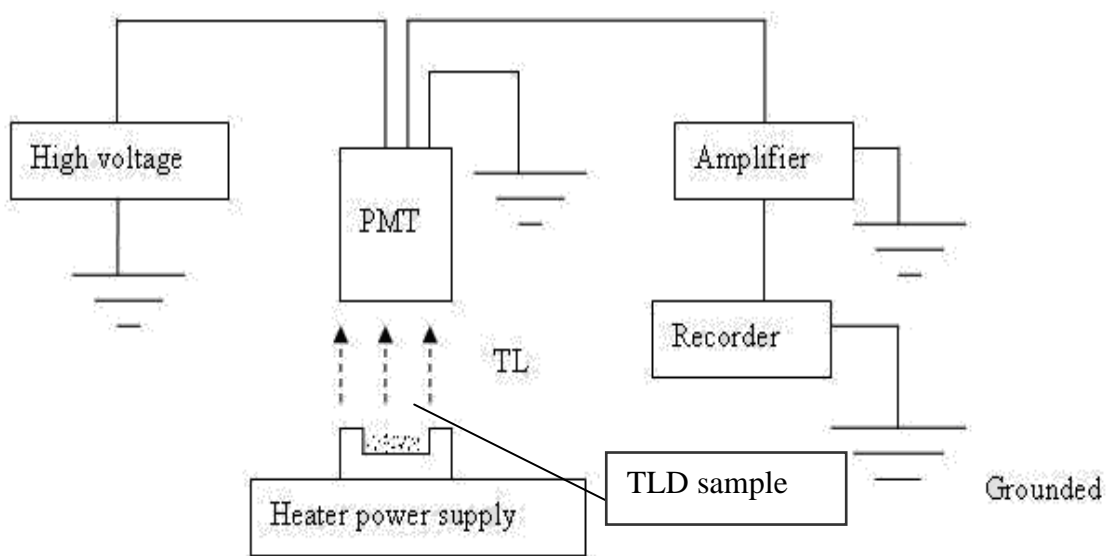 High voltage
PMT
Amplifier
Recorder
TL
TLD sample
Grounded
Heater power supply